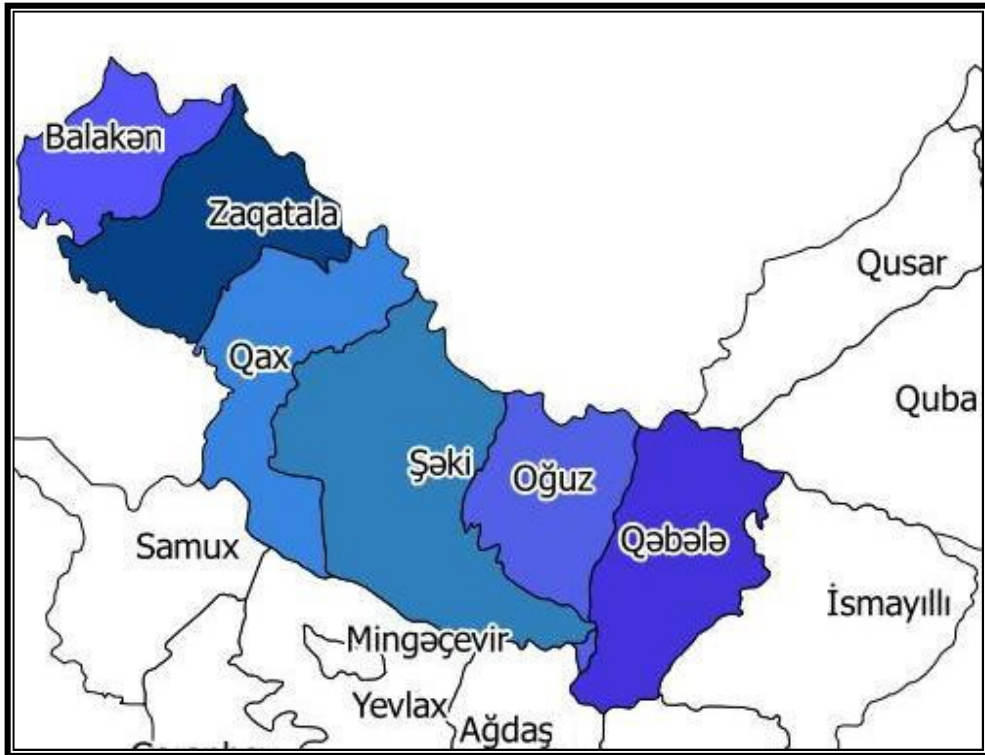 Balakən
Zaqatala
Qusar
Qax
Quba
Şəki
Oğuz
Qəbələ
Samux
İsmayıllı
Mingəçevir
Yevlax
Ağdaş